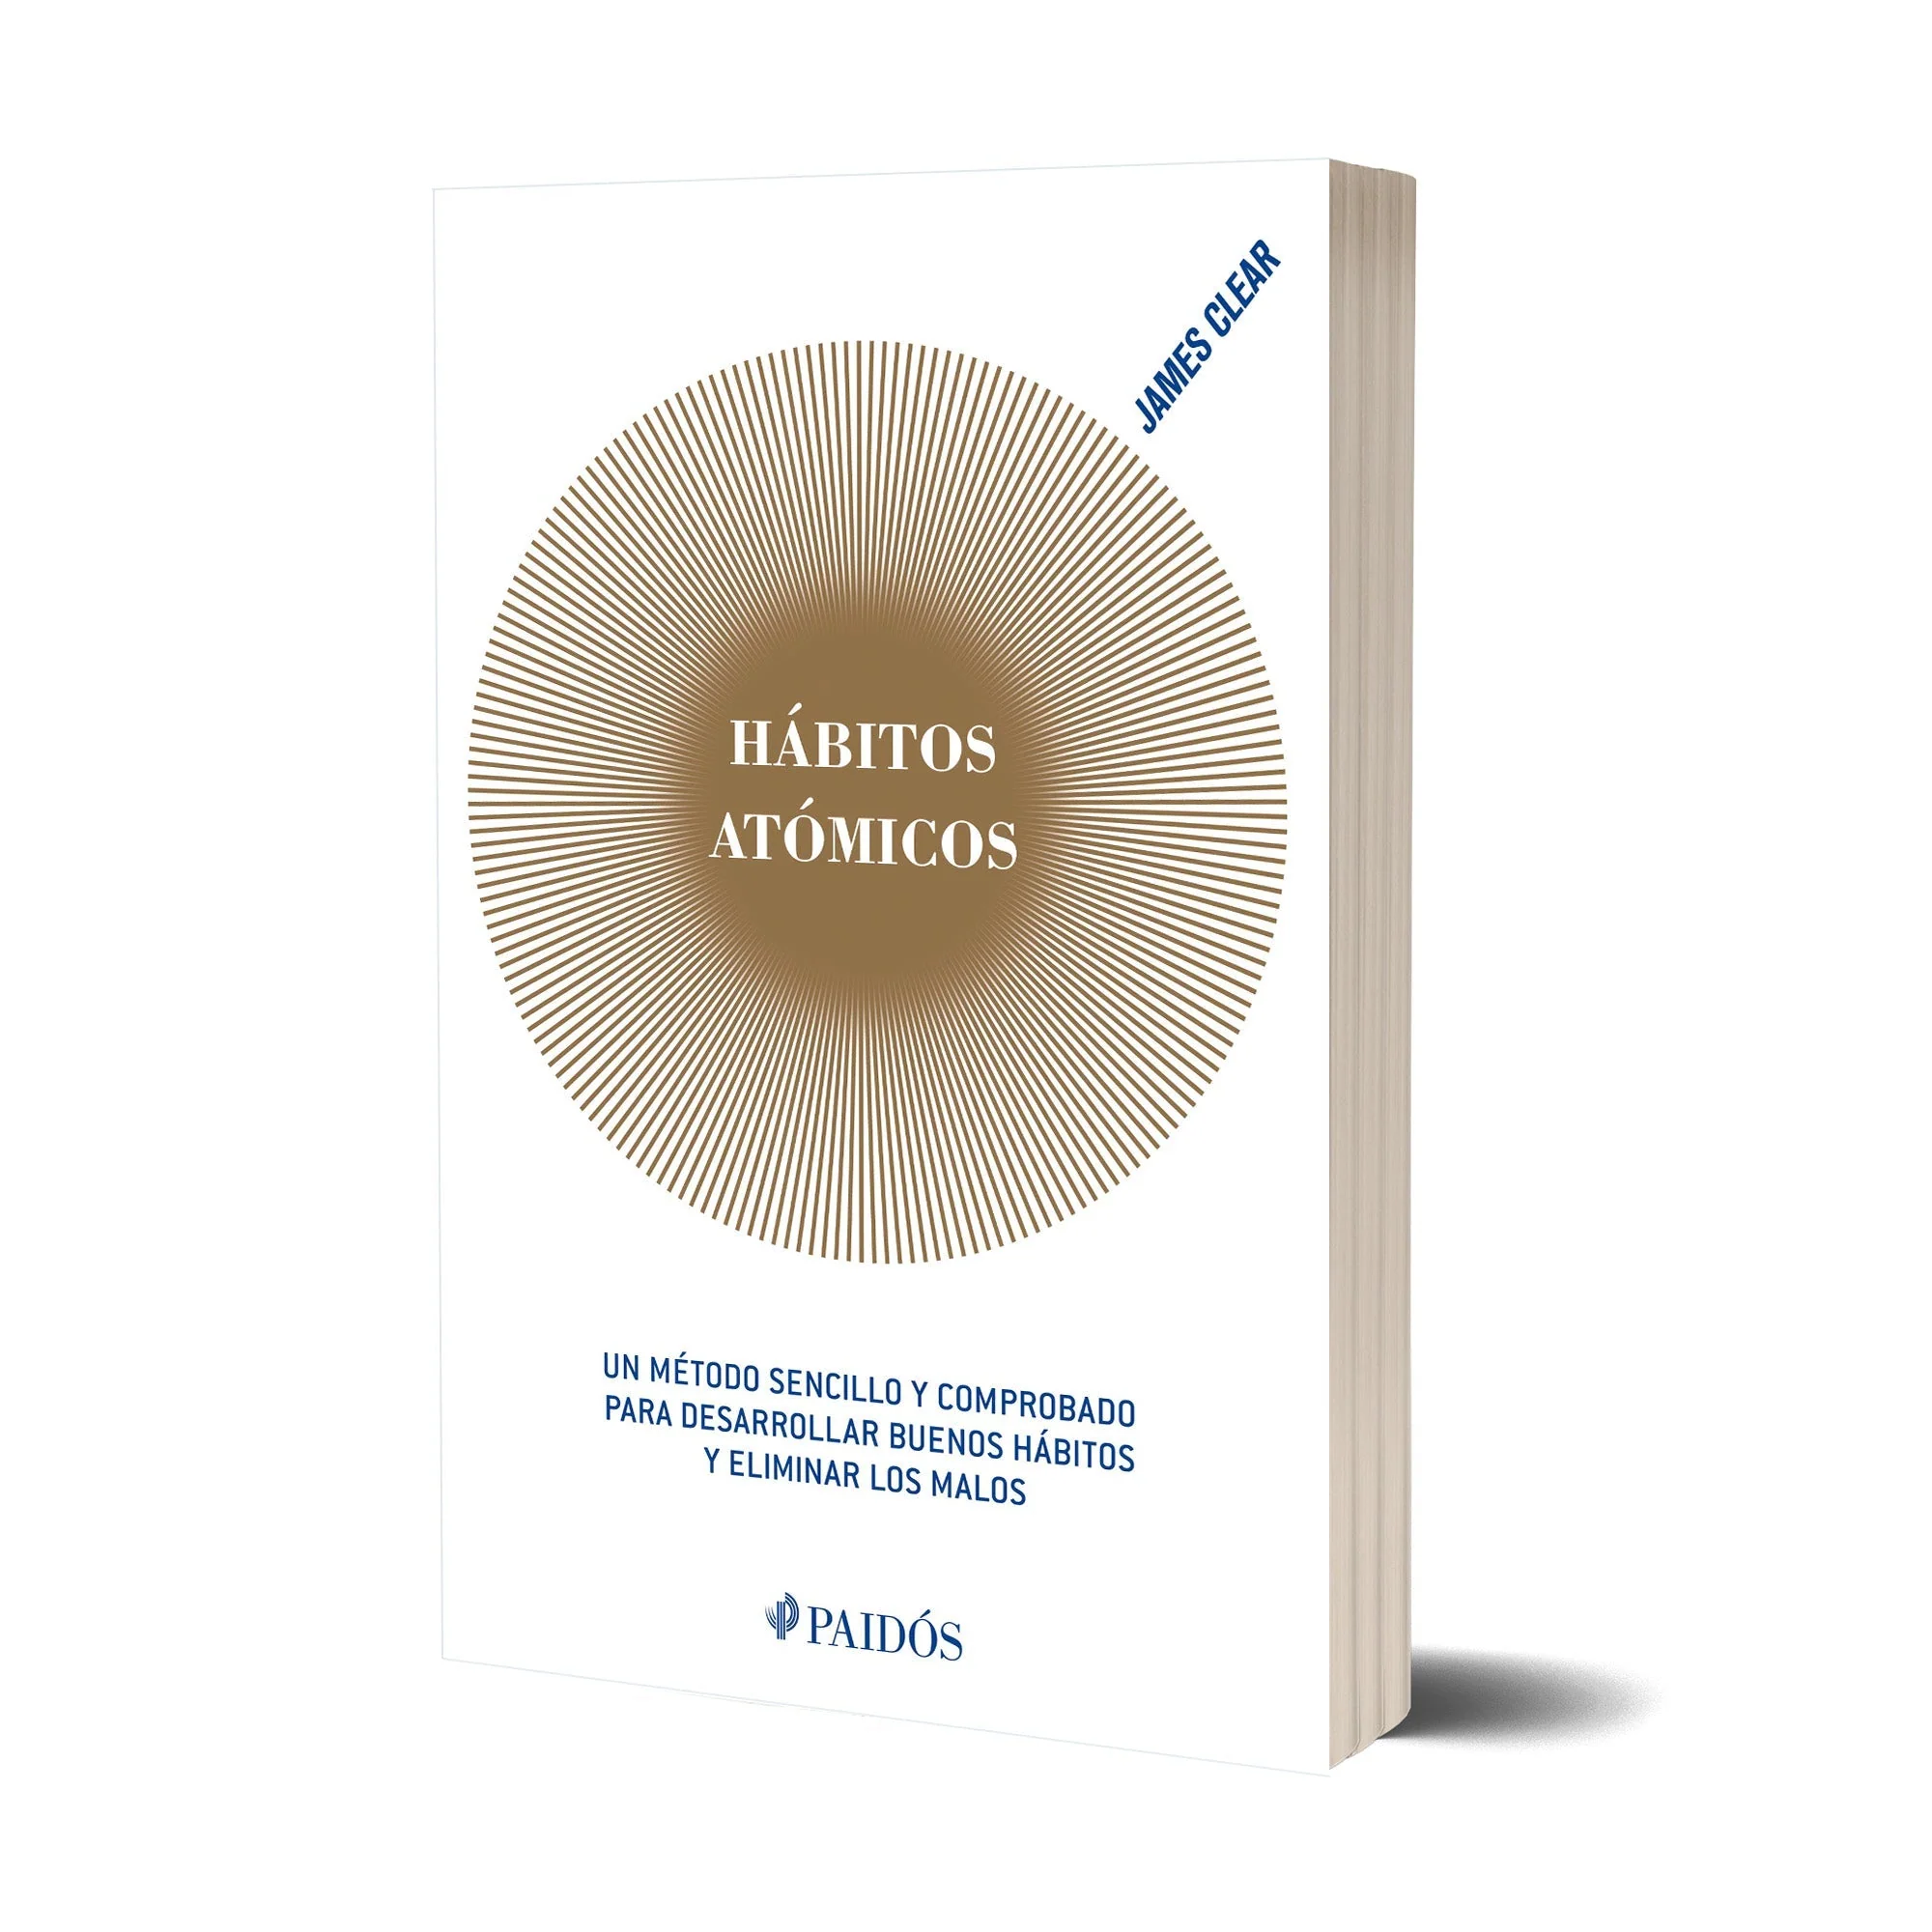 JAMES CLEAR
HÁBITOS
ATÓMICOS
UN MÉTODO SENCILLO Y COMPROBADO
PARA DESARROLLAR BUENOS HÁBITOS
Y ELIMINAR LOS MALOS
PAIDÓS